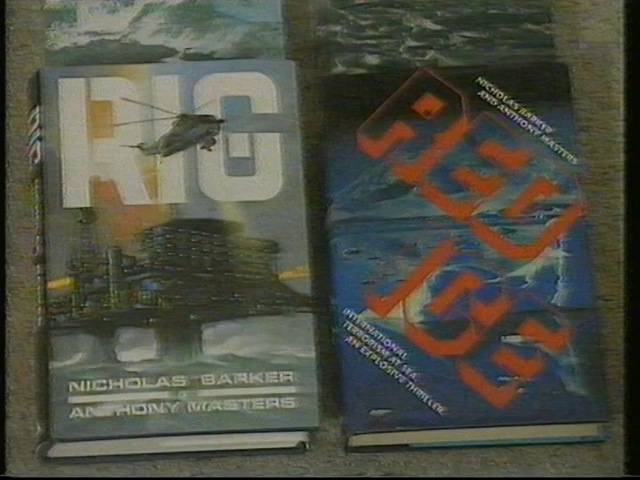 RIG
NICHOLAS BARKER
ANTHONY MASTERS
NICHOLAS BARKER
AND ANTHONY MASTERS
RED
ICE
INTERNATIONAL
TERRORISM AT SEA.
AN EXPLOSIVE THRILLER.
RIG